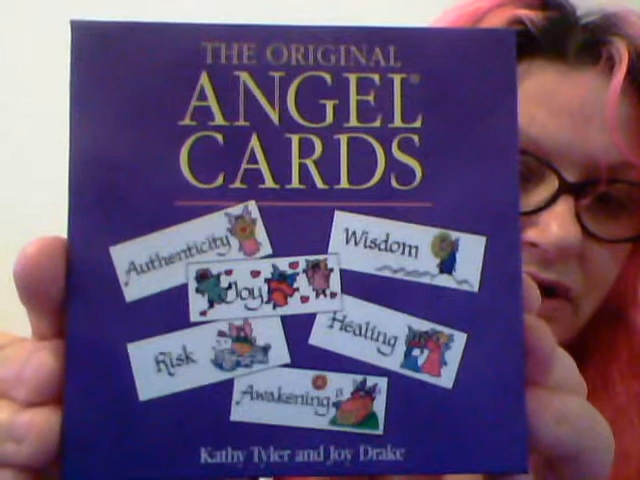 THE ORIGINAL
ANGEL®
CARDS
Authenticity
Wisdom
Joy
Healing
Risk
Awakening
Kathy Tyler and Joy Drake